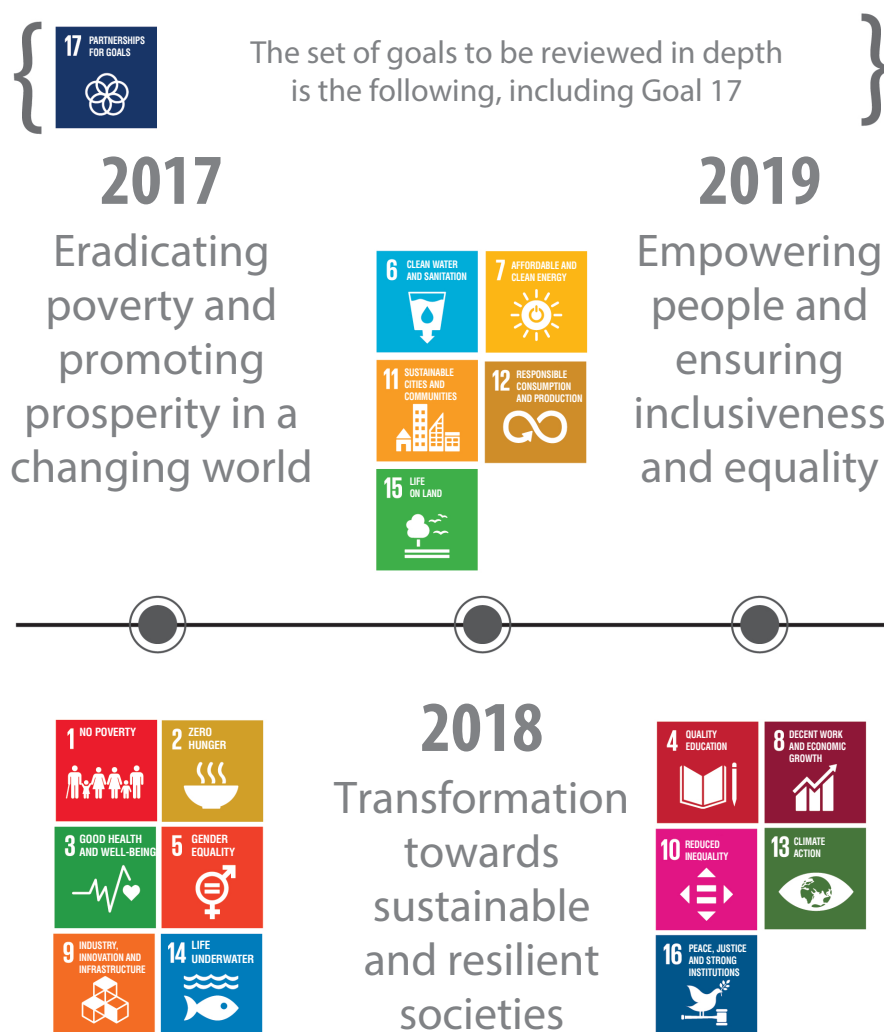 17 PARTNERSHIPS
FOR GOALS
The set of goals to be reviewed in depth
is the following, including Goal 17
2017
Eradicating
poverty and
promoting
prosperity in a
changing world
6 CLEAN WATER
AND SANITATION
7 AFFORDABLE AND
CLEAN ENERGY
11 SUSTAINABLE
CITIES AND
COMMUNITIES
12 RESPONSIBLE
CONSUMPTION
AND PRODUCTION
15 LIFE
ON LAND
2019
Empowering
people and
ensuring
inclusiveness
and equality
1 NO POVERTY
2 ZERO
HUNGER
3 GOOD HEALTH
AND WELL-BEING
5 GENDER
EQUALITY
9 INDUSTRY,
INNOVATION AND
INFRASTRUCTURE
14 LIFE
UNDERWATER
2018
Transformation
towards
sustainable
and resilient
societies
4 QUALITY
EDUCATION
8 DECENT WORK
AND ECONOMIC
GROWTH
10 REDUCED
INEQUALITY
13 CLIMATE
ACTION
16 PEACE, JUSTICE
AND STRONG
INSTITUTIONS